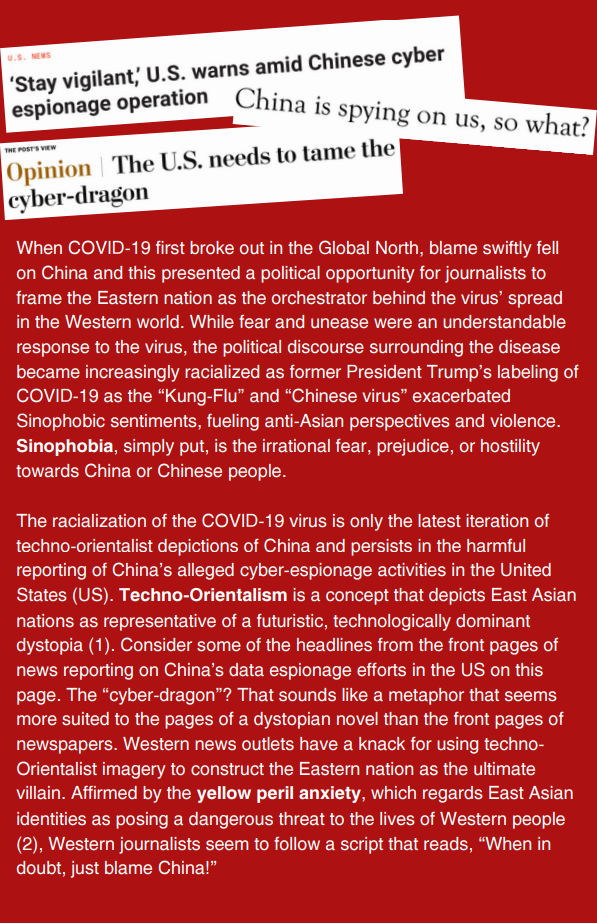 U.S. NEWS
‘Stay vigilant,’ U.S. warns amid Chinese cyber
espionage operation
China is spying on us, so what?
THE POST'S VIEW
Opinion | The U.S. needs to tame the
cyber-dragon
When COVID-19 first broke out in the Global North, blame swiftly fell
on China and this presented a political opportunity for journalists to
frame the Eastern nation as the orchestrator behind the virus’ spread
in the Western world. While fear and unease were an understandable
response to the virus, the political discourse surrounding the disease
became increasingly racialized as former President Trump’s labeling of
COVID-19 as the “Kung-Flu” and “Chinese virus” exacerbated
Sinophobic sentiments, fueling anti-Asian perspectives and violence.
Sinophobia, simply put, is the irrational fear, prejudice, or hostility
towards China or Chinese people.
The racialization of the COVID-19 virus is only the latest iteration of
techno-orientalist depictions of China and persists in the harmful
reporting of China’s alleged cyber-espionage activities in the United
States (US). Techno-Orientalism is a concept that depicts East Asian
nations as representative of a futuristic, technologically dominant
dystopia (1). Consider some of the headlines from the front pages of
news reporting on China’s data espionage efforts in the US on this
page. The “cyber-dragon”? That sounds like a metaphor that seems
more suited to the pages of a dystopian novel than the front pages of
newspapers. Western news outlets have a knack for using techno-
Orientalist imagery to construct the Eastern nation as the ultimate
villain. Affirmed by the yellow peril anxiety, which regards East Asian
identities as posing a dangerous threat to the lives of Western people
(2), Western journalists seem to follow a script that reads, “When in
doubt, just blame China!”